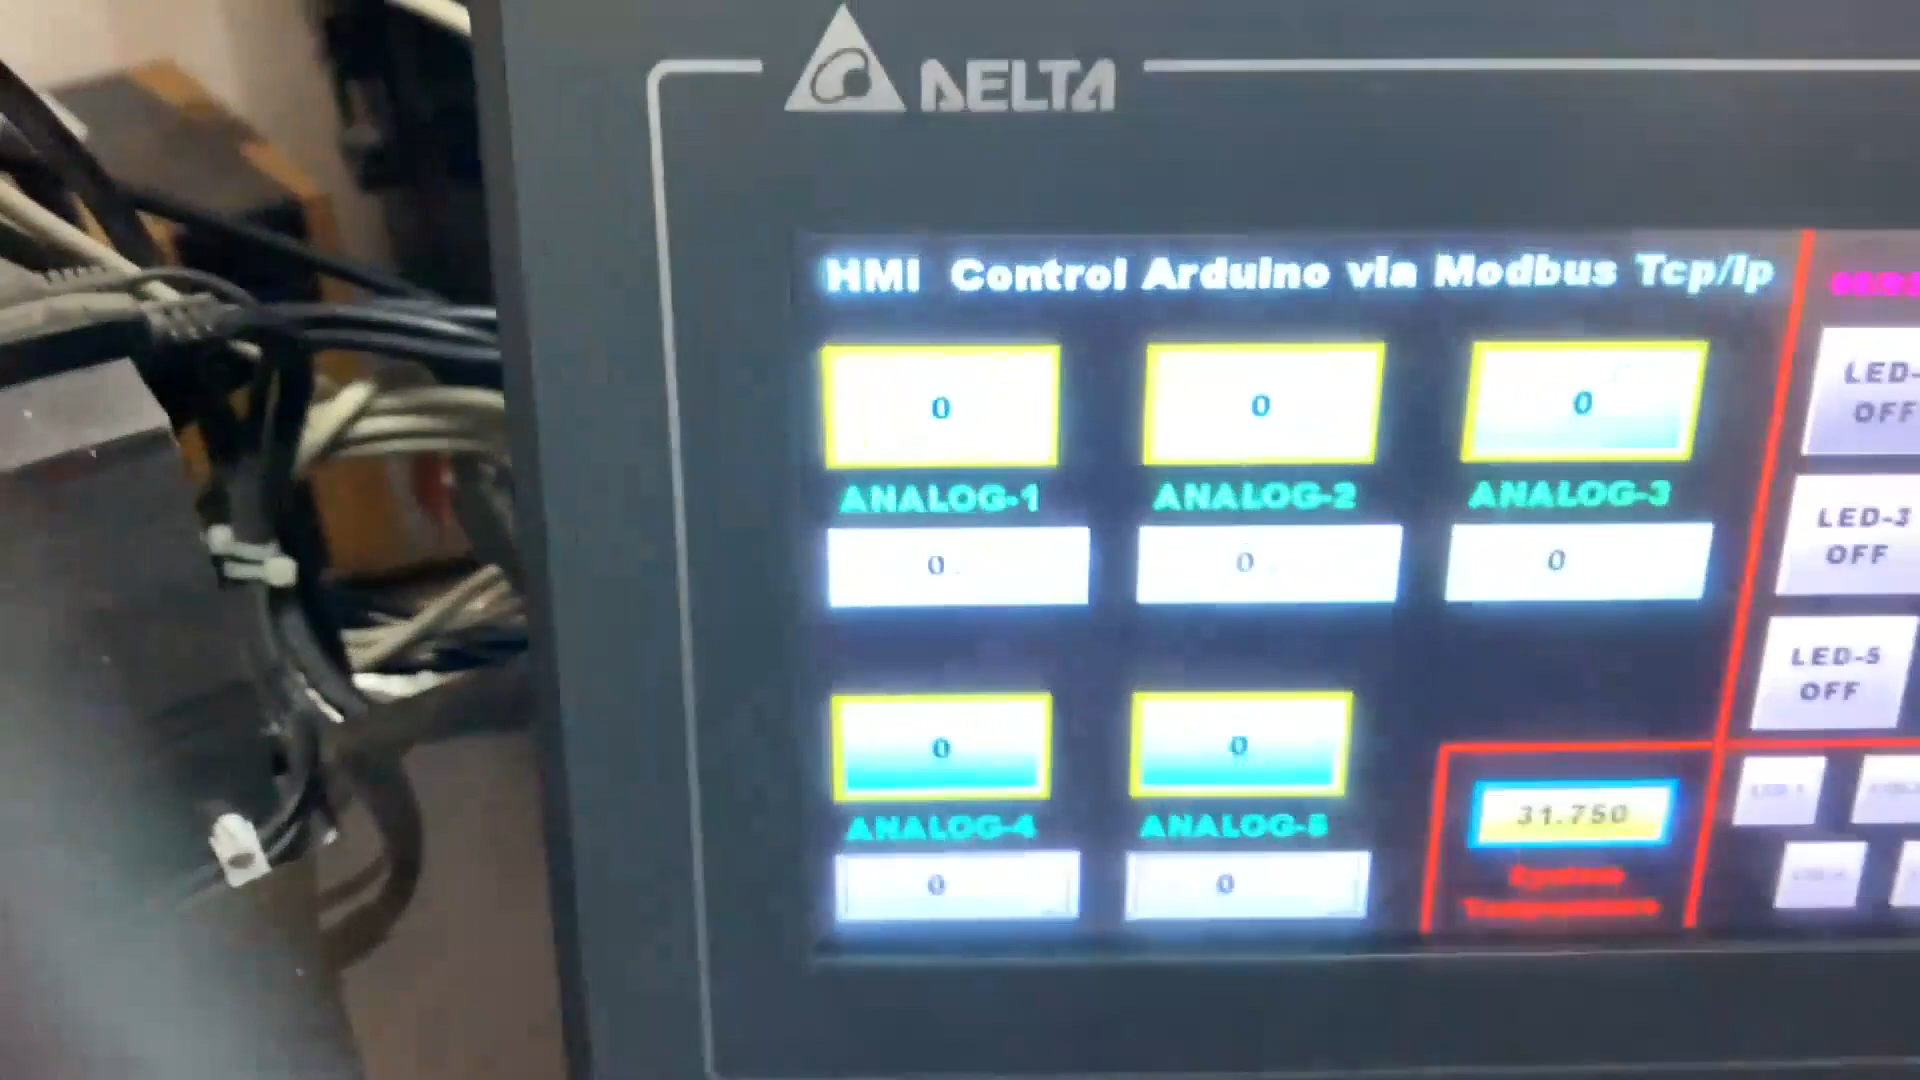 DELTA
HMI Control Arduino via Modbus Tcp/Ip
0 0 0
ANALOG-1 ANALOG-2 ANALOG-3
0 0 0
0 0
ANALOG-4 ANALOG-5
0 0
31.750
System
Temperature
LED-
OFF
LED-3
OFF
LED-5
OFF